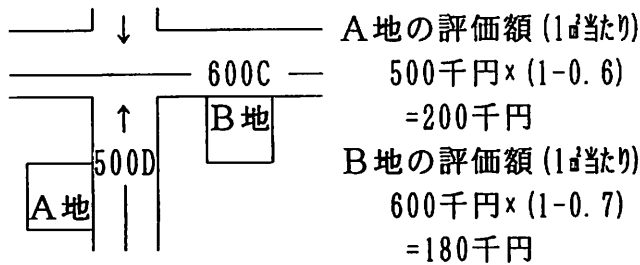 600C
B地
500D
A地
A地の評価額(1㎡当たり)
500千円×(1-0.6)
=200千円
B地の評価額(1㎡当たり)
600千円×(1-0.7)
=180千円